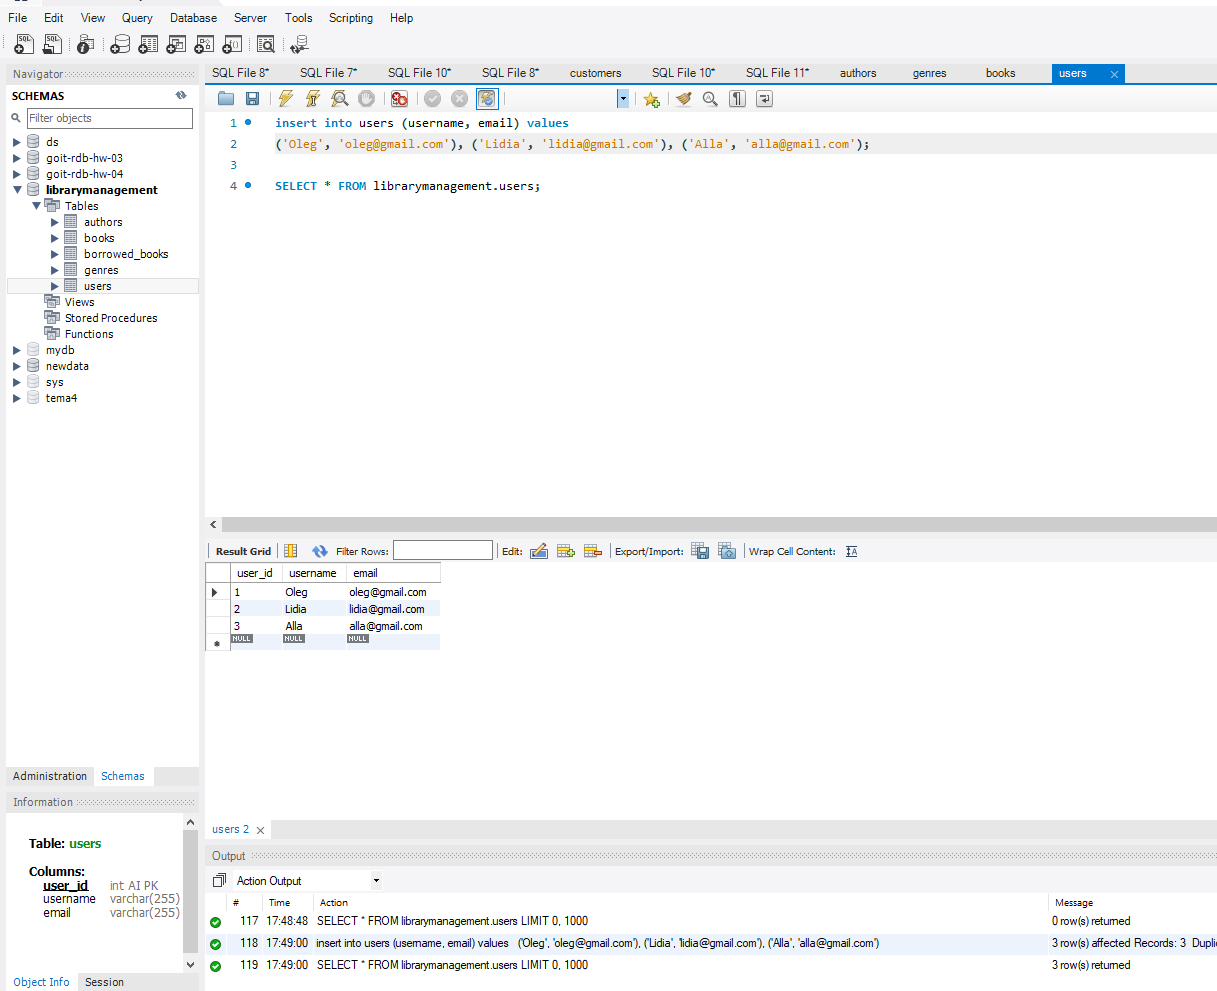 File Edit View Query Database Server Tools Scripting Help
Navigator
SCHEMAS
Filter objects
ds
goit-rdb-hw-03
goit-rdb-hw-04
librarymanagement
Tables
authors
books
borrowed_books
genres
users
Views
Stored Procedures
Functions
mydb
newdata
sys
tema4
Administration Schemas
Information
Table: users
Columns:
user_id int AI PK
username varchar(255)
email varchar(255)
Object Info Session
SQL File 8* SQL File 7* SQL File 10* SQL File 8* customers SQL File 10* SQL File 11* authors genres books users
1 insert into users (username, email) values
2 ('Oleg', 'oleg@gmail.com'), ('Lidia', 'lidia@gmail.com'), ('Alla', 'alla@gmail.com');
3
4 SELECT * FROM librarymanagement.users;
Result Grid Filter Rows: Edit: Export/Import: Wrap Cell Content:
user_id username email
1 Oleg oleg@gmail.com
2 Lidia lidia@gmail.com
3 Alla alla@gmail.com
NULL NULL NULL
users 2
Output
Action Output
# Time Action Message
117 17:48:48 SELECT * FROM librarymanagement.users LIMIT 0, 1000 0 row(s) returned
118 17:49:00 insert into users (username, email) values ('Oleg', 'oleg@gmail.com'), ('Lidia', 'lidia@gmail.com'), ('Alla', 'alla@gmail.com') 3 row(s) affected Records: 3 Dupli
119 17:49:00 SELECT * FROM librarymanagement.users LIMIT 0, 1000 3 row(s) returned